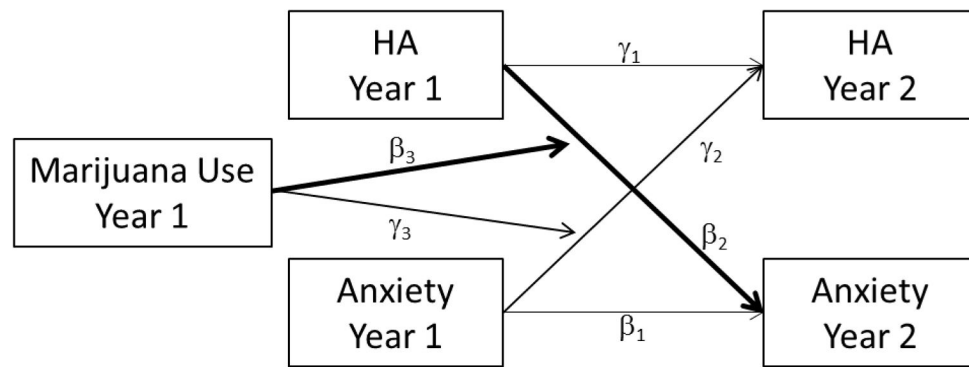 HA
Year 1
γ1
HA
Year 2
Marijuana Use
Year 1
β3
γ2
γ3
β2
Anxiety
Year 1
β1
Anxiety
Year 2